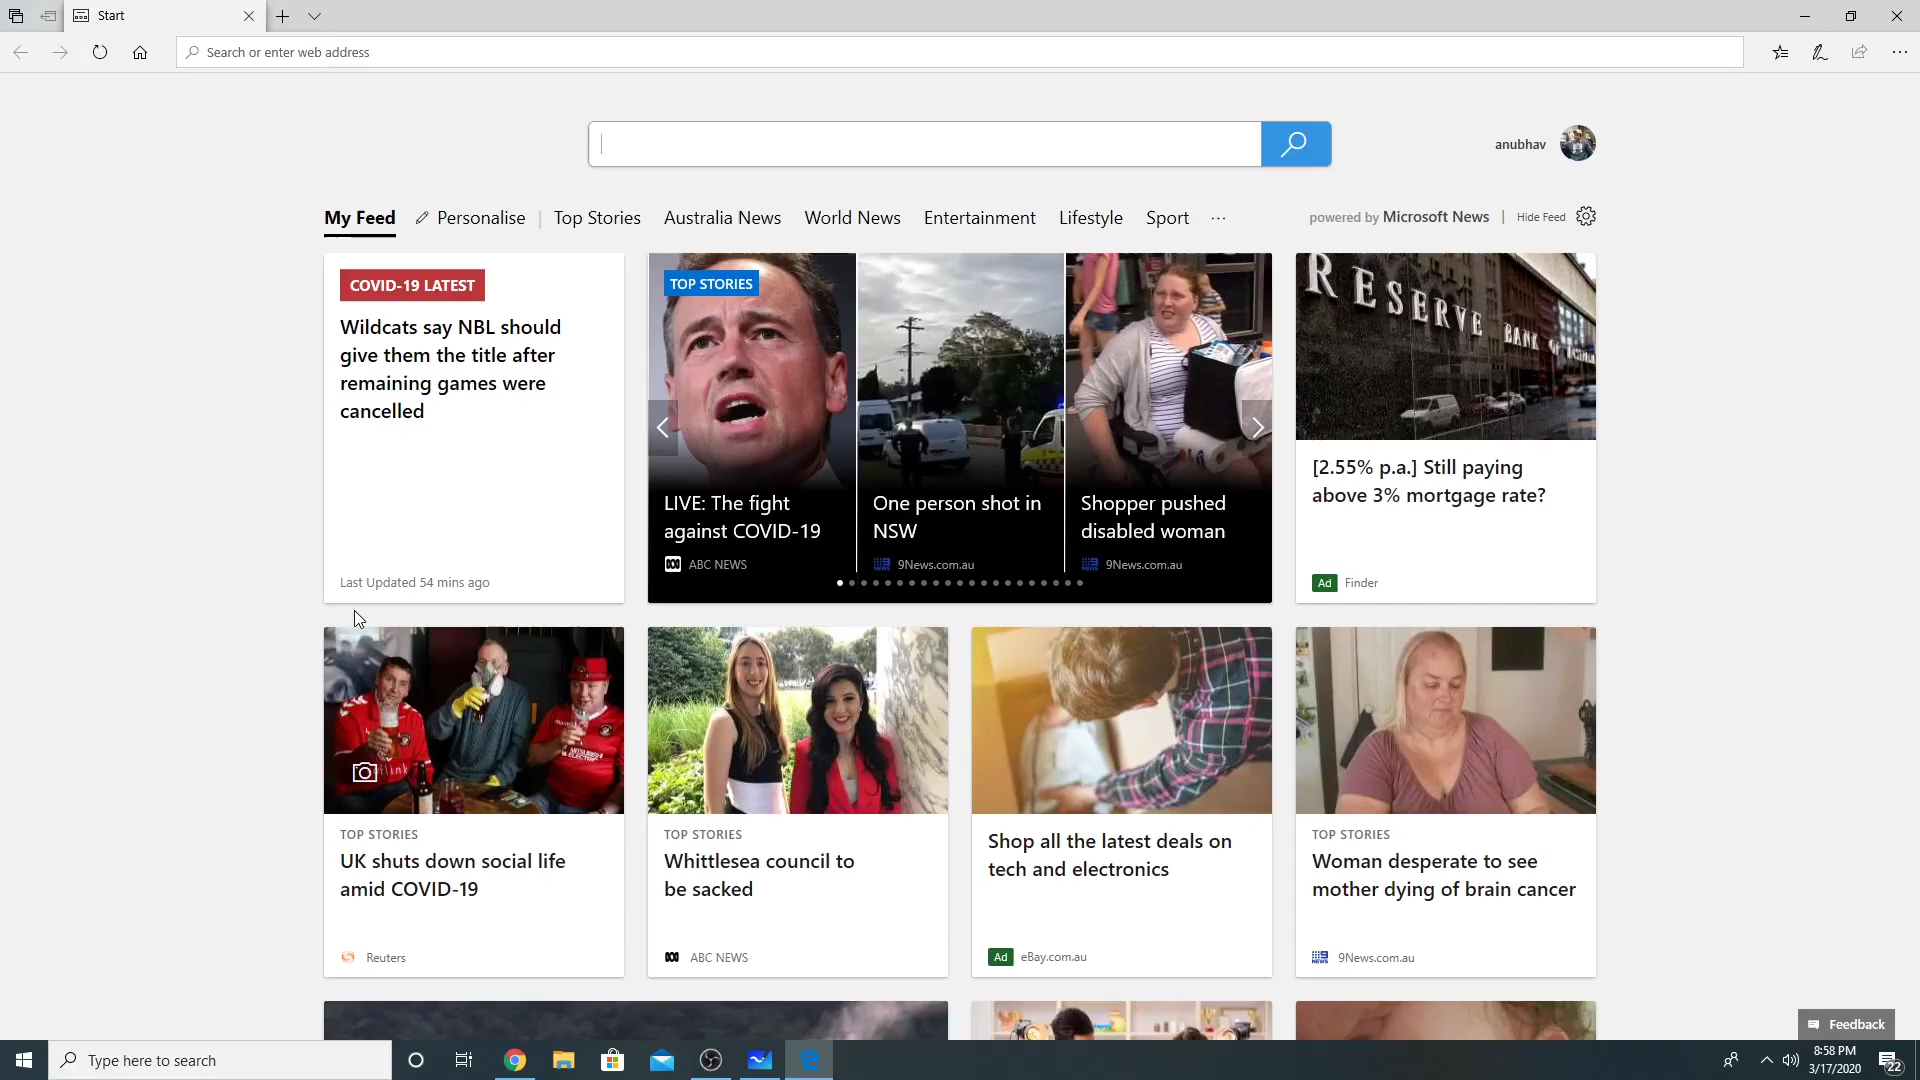 Start
Search or enter web address
anubhav
My Feed
Personalise
Top Stories
Australia News
World News
Entertainment
Lifestyle
Sport
powered by Microsoft News
Hide Feed
COVID-19 LATEST
Wildcats say NBL should
give them the title after
remaining games were
cancelled
Last Updated 54 mins ago
TOP STORIES
LIVE: The fight
against COVID-19
ABC NEWS
One person shot in
NSW
9News.com.au
Shopper pushed
disabled woman
9News.com.au
RESERVE
BANK
[2.55% p.a.] Still paying
above 3% mortgage rate?
Ad Finder
TOP STORIES
UK shuts down social life
amid COVID-19
Reuters
TOP STORIES
Whittlesea council to
be sacked
ABC NEWS
Shop all the latest deals on
tech and electronics
Ad eBay.com.au
TOP STORIES
Woman desperate to see
mother dying of brain cancer
9News.com.au
Feedback
Type here to search
8:58 PM
3/17/2020
22